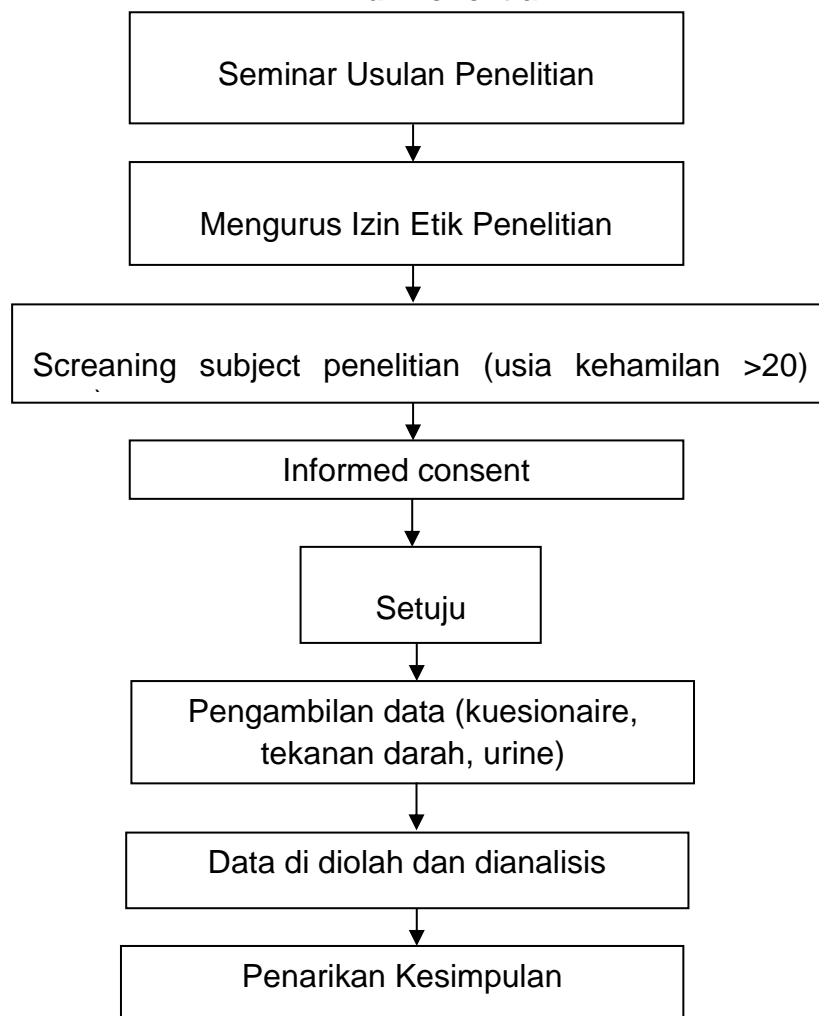 Seminar Usulan Penelitian
Mengurus Izin Etik Penelitian
Screaning subject penelitian (usia kehamilan >20)
Informed consent
Setuju
Pengambilan data (kuesionaire,
tekanan darah, urine)
Data di diolah dan dianalisis
Penarikan Kesimpulan